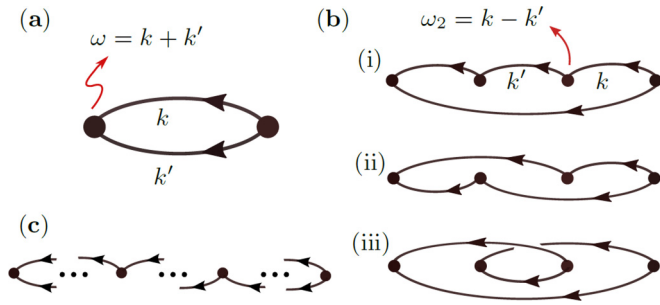 (a)
ω = k + k′
k
k′
(b)
ω₂ = k − k′
(i)
k′
k
(ii)
(iii)
(c)